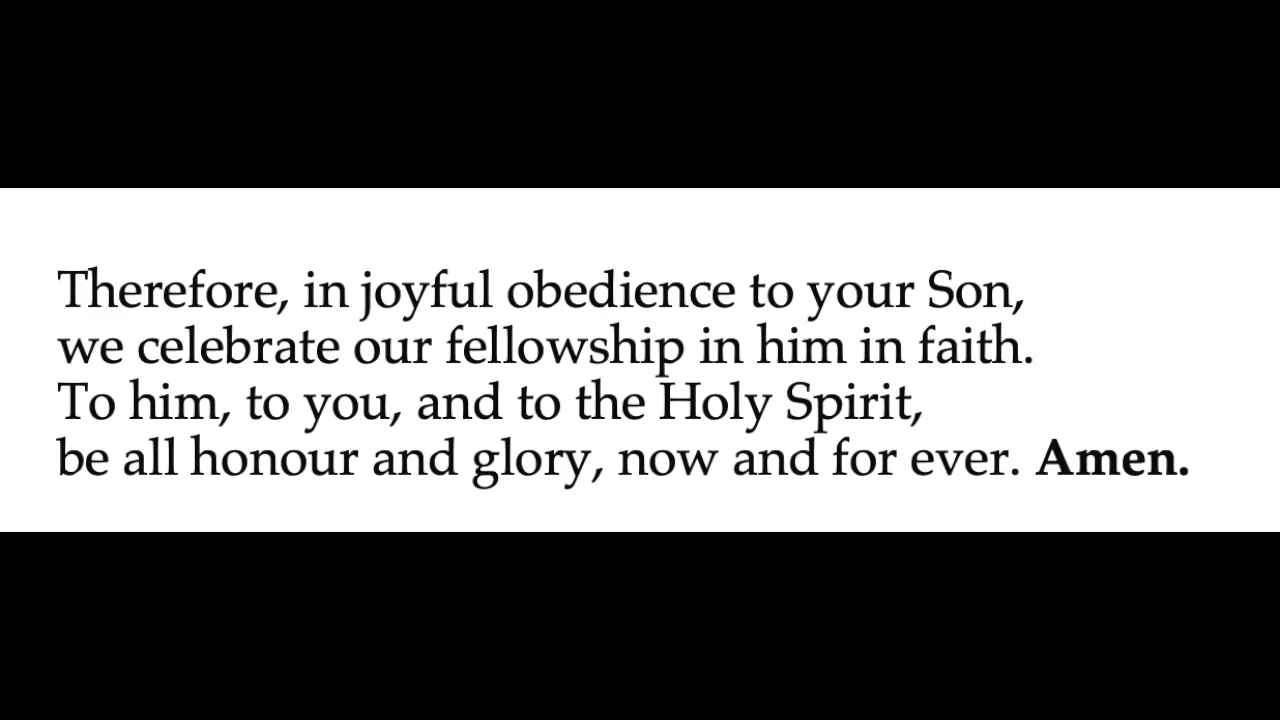 Therefore, in joyful obedience to your Son,
we celebrate our fellowship in him in faith.
To him, to you, and to the Holy Spirit,
be all honour and glory, now and for ever. Amen.